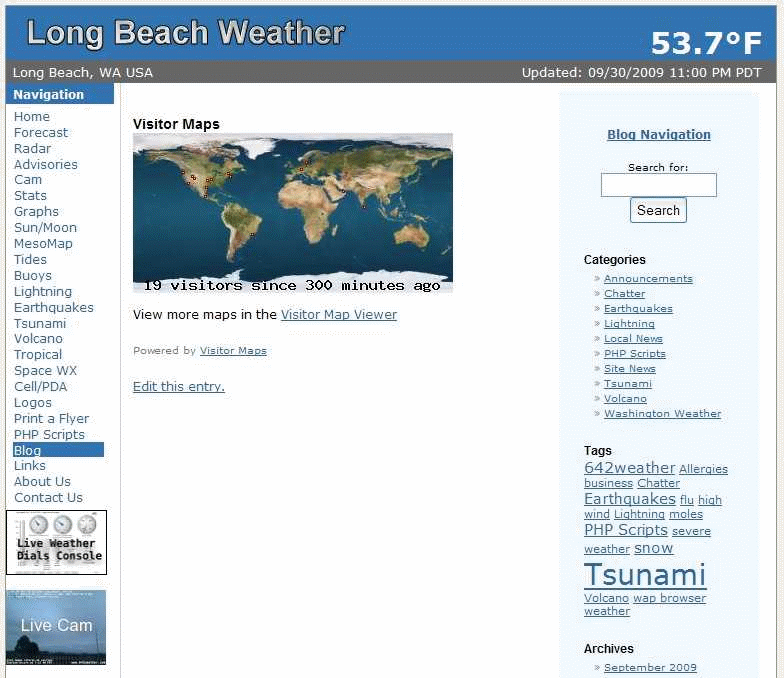 Long Beach Weather
53.7°F
Long Beach, WA USA
Updated: 09/30/2009 11:00 PM PDT
Navigation
Home
Forecast
Radar
Advisories
Cam
Stats
Graphs
Sun/Moon
MesoMap
Tides
Buoys
Lightning
Earthquakes
Tsunami
Volcano
Tropical
Space WX
Cell/PDA
Logos
Print a Flyer
PHP Scripts
Blog
Links
About Us
Contact Us
Live Weather
Dials Console
Live Cam
Visitor Maps
19 visitors since 300 minutes ago
View more maps in the Visitor Map Viewer
Powered by Visitor Maps
Edit this entry.
Blog Navigation
Search for:
Search
Categories
» Announcements
» Chatter
» Earthquakes
» Lightning
» Local News
» PHP Scripts
» Site News
» Tsunami
» Volcano
» Washington Weather
Tags
642weather Allergies
business Chatter
Earthquakes flu high
wind Lightning moles
PHP Scripts severe
weather snow
Tsunami
Volcano wap browser
weather
Archives
» September 2009